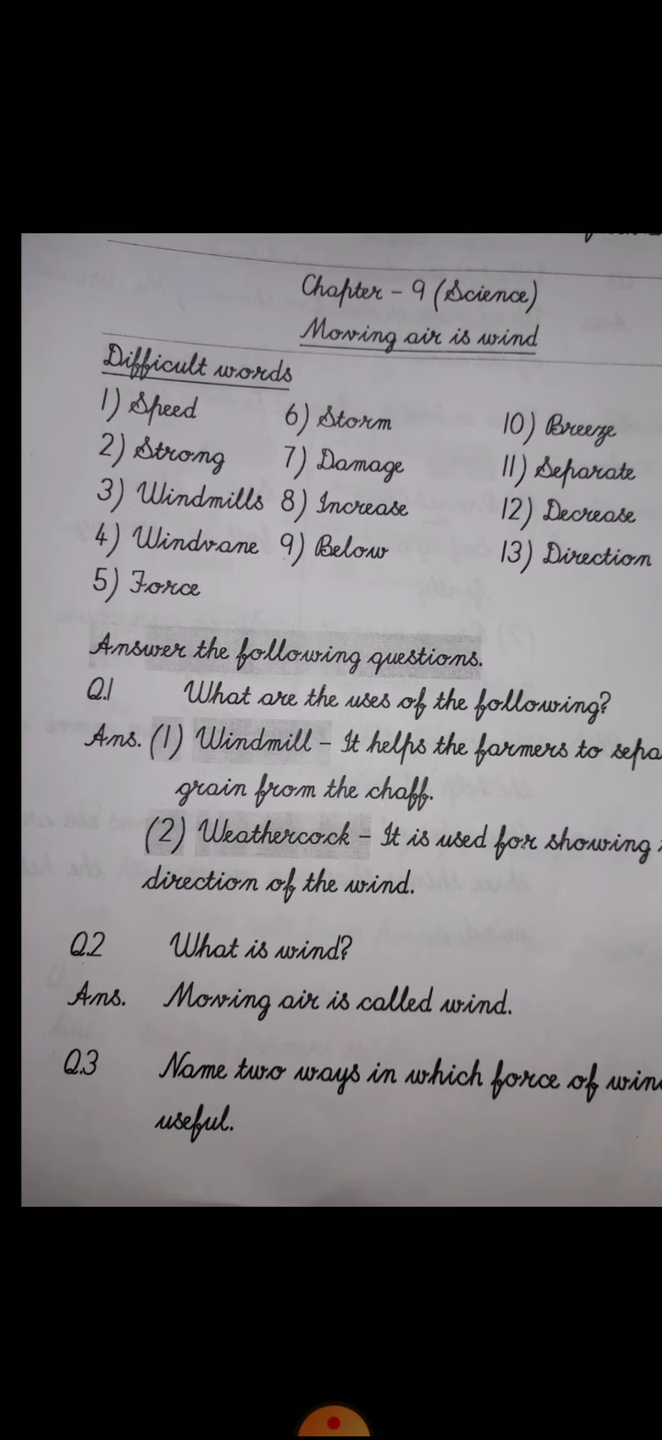 Chapter - 9 (Science)
Moving air is wind
Difficult words
1) Speed 6) Storm 10) Breeze
2) Strong 7) Damage 11) Separate
3) Windmills 8) Increase 12) Decrease
4) Windvane 9) Below 13) Direction
5) Force
Answer the following questions.
Q.1 What are the uses of the following?
Ans. (1) Windmill - It helps the farmers to sepa
grain from the chaff.
(2) Weathercock - It is used for showing
direction of the wind.
Q.2 What is wind?
Ans. Moving air is called wind.
Q.3 Name two ways in which force of win
useful.